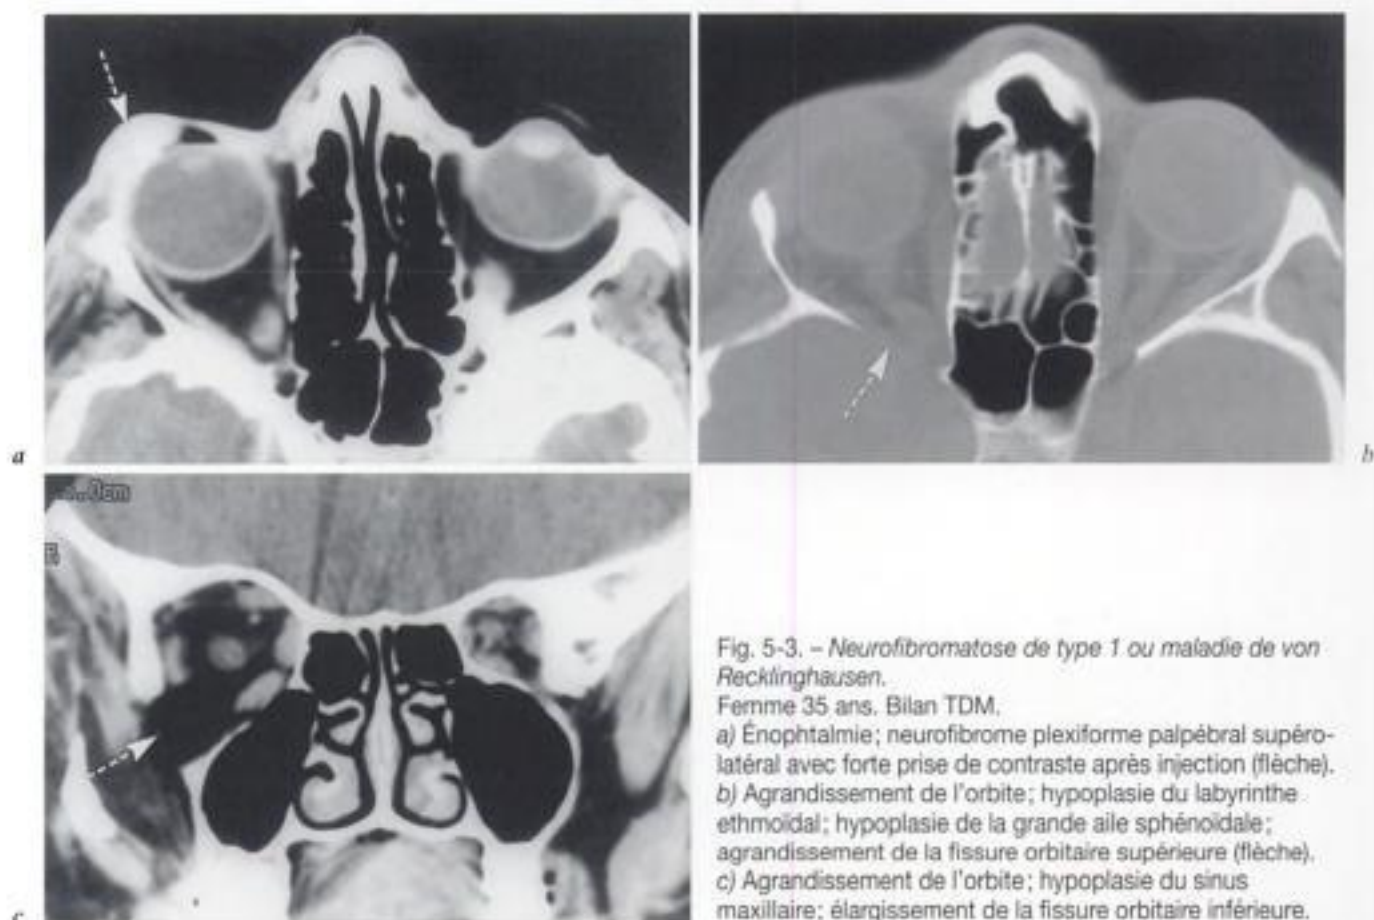 a
b
..0cm
c
Fig. 5-3. – Neurofibromatose de type 1 ou maladie de von
Recklinghausen.
Femme 35 ans. Bilan TDM.
a) Énophtalmie; neurofibrome plexiforme palpébral supéro-
latéral avec forte prise de contraste après injection (flèche).
b) Agrandissement de l'orbite; hypoplasie du labyrinthe
ethmoïdal; hypoplasie de la grande aile sphénoïdale;
agrandissement de la fissure orbitaire supérieure (flèche).
c) Agrandissement de l'orbite; hypoplasie du sinus
maxillaire; élargissement de la fissure orbitaire inférieure.